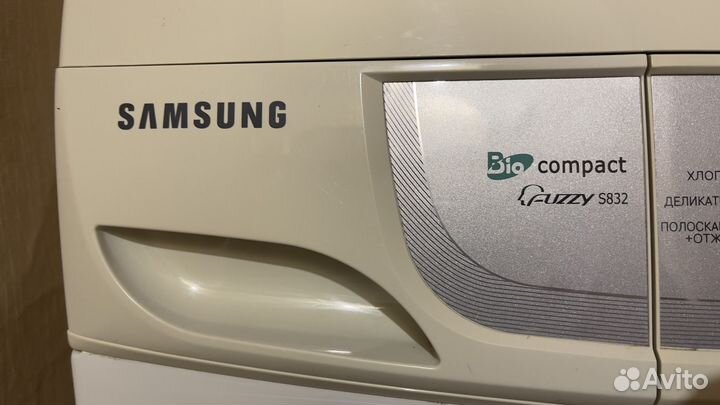 SAMSUNG
Bio compact
FUZZY S832
ХЛОП
ДЕЛИКАТ
ПОЛОСКА
+ОТЖ
Avito